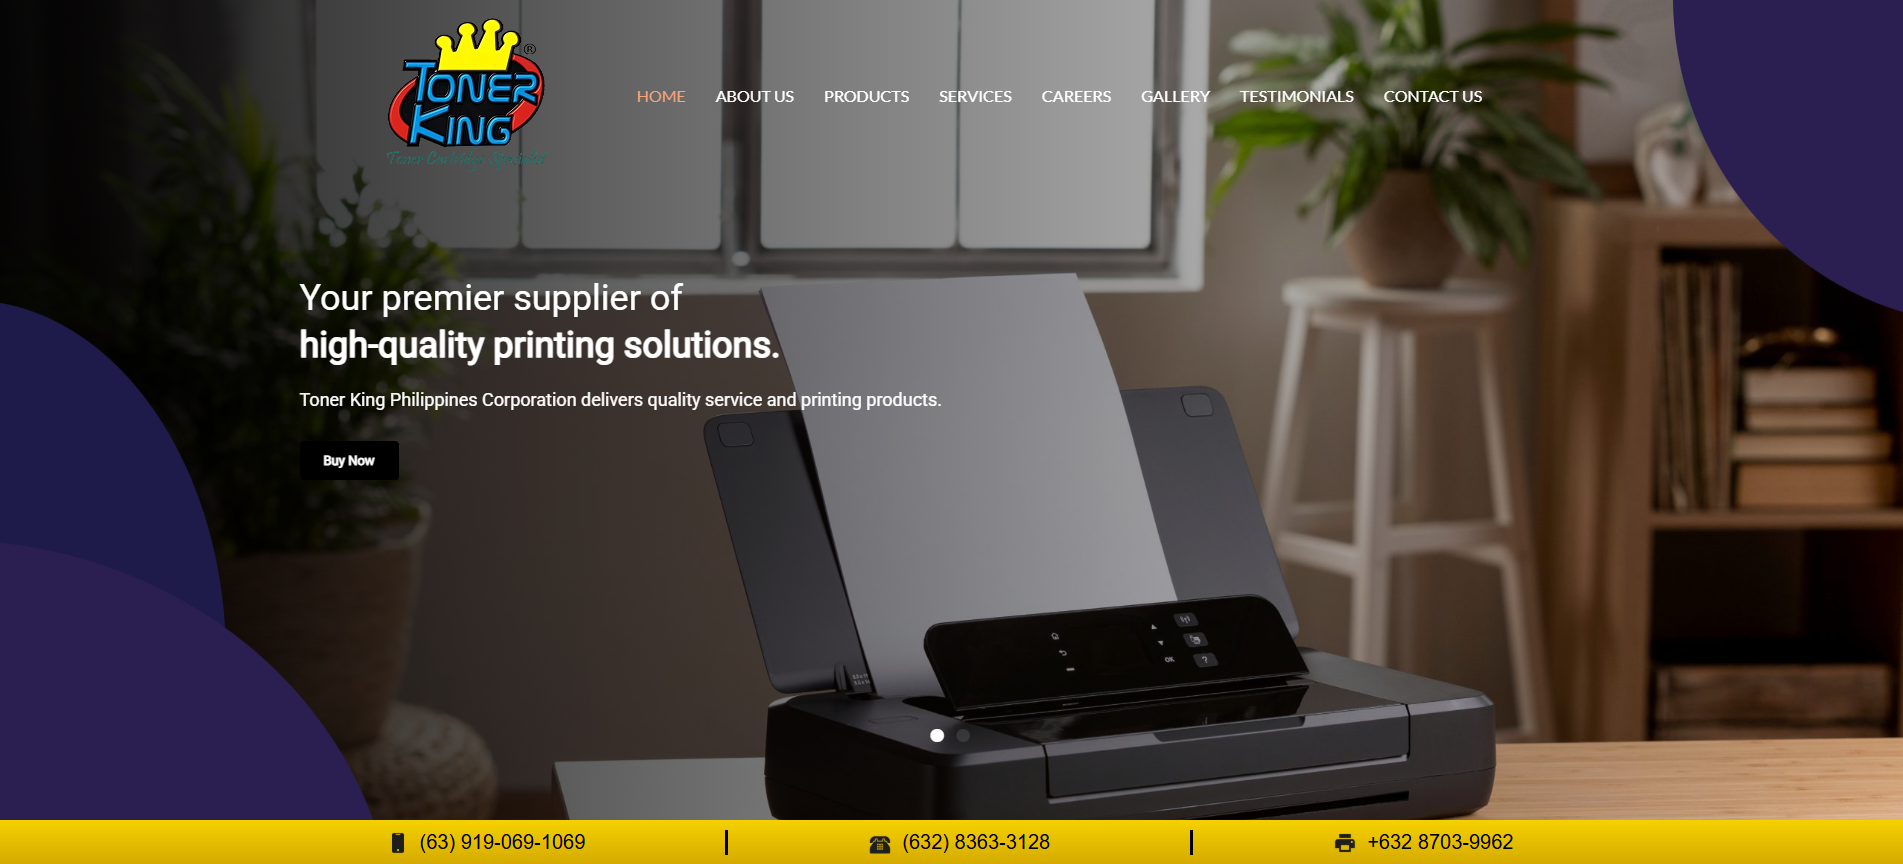 TONER
KING
®
Toner Cartridge Specialist
HOME ABOUT US PRODUCTS SERVICES CAREERS GALLERY TESTIMONIALS CONTACT US
Your premier supplier of
high-quality printing solutions.
Toner King Philippines Corporation delivers quality service and printing products.
Buy Now
OK ?
(63) 919-069-1069 (632) 8363-3128 +632 8703-9962